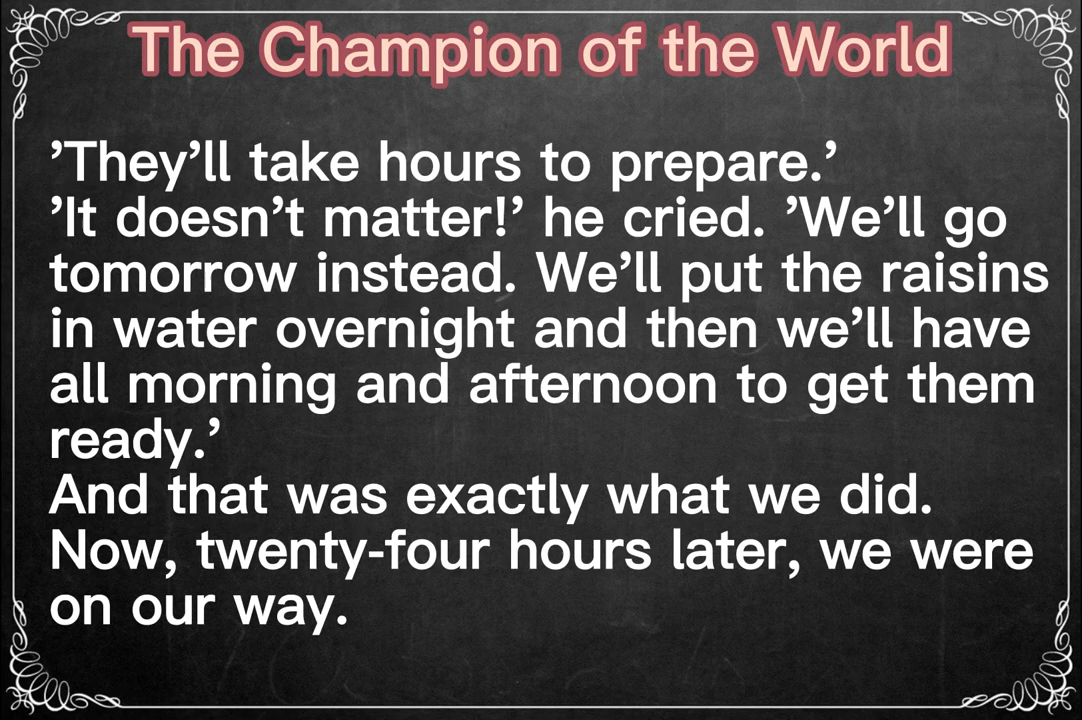 The Champion of the World
’They’ll take hours to prepare.’
’It doesn’t matter!’ he cried. ’We’ll go
tomorrow instead. We’ll put the raisins
in water overnight and then we’ll have
all morning and afternoon to get them
ready.’
And that was exactly what we did.
Now, twenty-four hours later, we were
on our way.